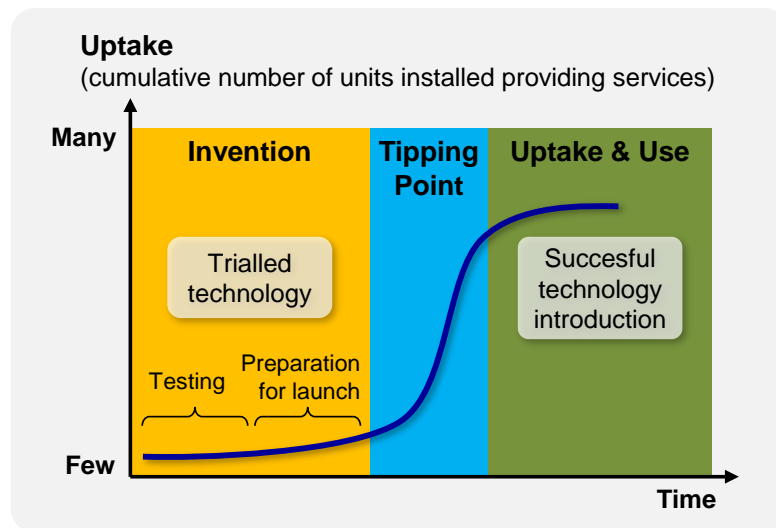 Uptake
(cumulative number of units installed providing services)
Many
Invention
Tipping
Point
Uptake & Use
Trialled
technology
Succesful
technology
introduction
Testing
Preparation
for launch
Few
Time